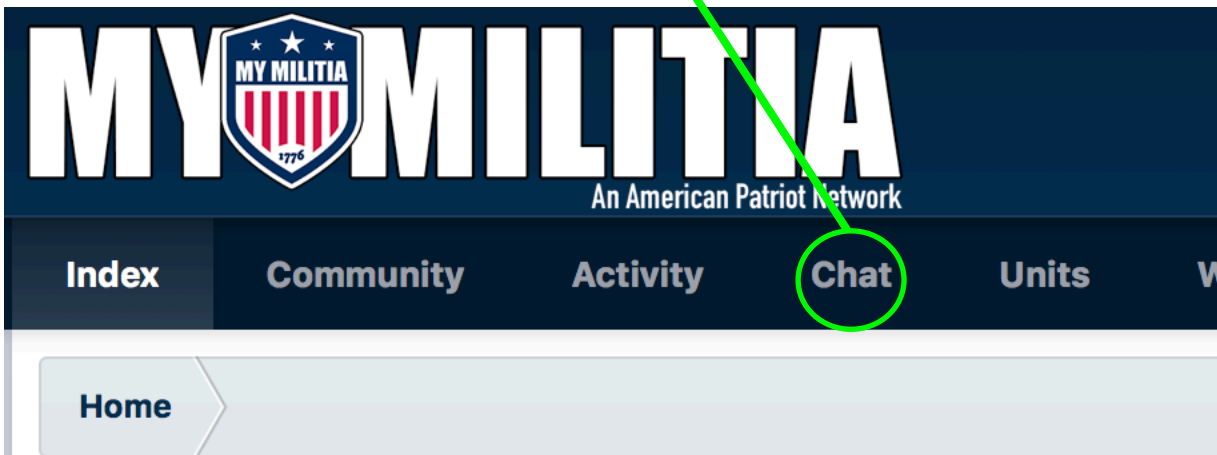 MY MILITIA
MY MILITIA
1776
An American Patriot Network
Index Community Activity Chat Units W
Home